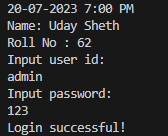 20-07-2023 7:00 PM
Name: Uday Sheth
Roll No : 62
Input user id:
admin
Input password:
123
Login successful!